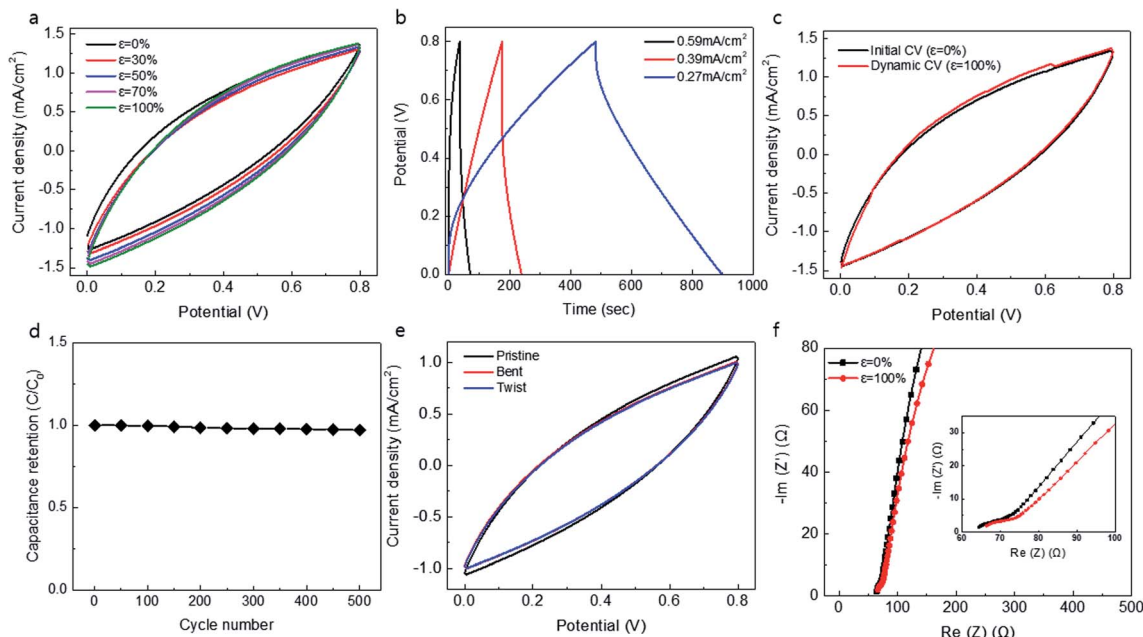 a
ε=0%
ε=30%
ε=50%
ε=70%
ε=100%
Current density (mA/cm²)
1.5
1.0
0.5
0.0
-0.5
-1.0
-1.5
0.0 0.2 0.4 0.6 0.8
Potential (V)
b
0.59mA/cm²
0.39mA/cm²
0.27mA/cm²
Potential (V)
0.8
0.6
0.4
0.2
0.0
0 200 400 600 800 1000
Time (sec)
c
Initial CV (ε=0%)
Dynamic CV (ε=100%)
Current density (mA/cm²)
1.5
1.0
0.5
0.0
-0.5
-1.0
-1.5
0.0 0.2 0.4 0.6 0.8
Potential (V)
d
Capacitance retention (C/C₀)
1.5
1.0
0.5
0.0
0 100 200 300 400 500
Cycle number
e
Pristine
Bent
Twist
Current density (mA/cm²)
1.0
0.5
0.0
-0.5
-1.0
0.0 0.2 0.4 0.6 0.8
Potential (V)
f
ε=0%
ε=100%
-Im (Z') (Ω)
80
60
40
20
0
0 100 200 300 400 500
Re (Z) (Ω)
-Im (Z') (Ω)
30
20
10
0
60 70 80 90 100
Re (Z) (Ω)